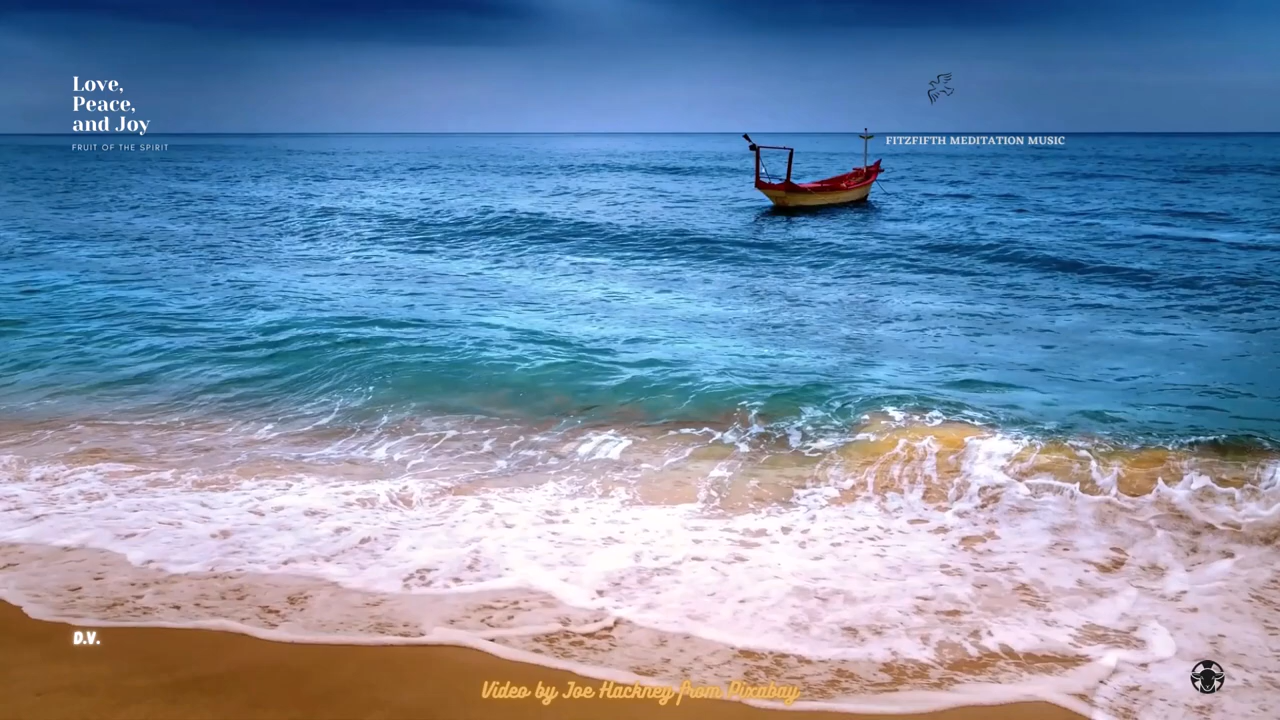 Love,
Peace,
and Joy
FRUIT OF THE SPIRIT
FITZFIFTH MEDITATION MUSIC
D.V.
Video by Joe Hackney from Pixabay